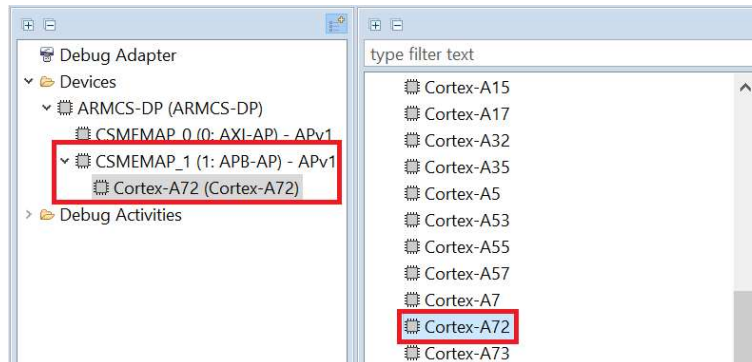 Debug Adapter
Devices
ARMCS-DP (ARMCS-DP)
CSMEMAP_0 (0: AXI-AP) - APv1
CSMEMAP_1 (1: APB-AP) - APv1
Cortex-A72 (Cortex-A72)
Debug Activities
type filter text
Cortex-A15
Cortex-A17
Cortex-A32
Cortex-A35
Cortex-A5
Cortex-A53
Cortex-A55
Cortex-A57
Cortex-A7
Cortex-A72
Cortex-A73